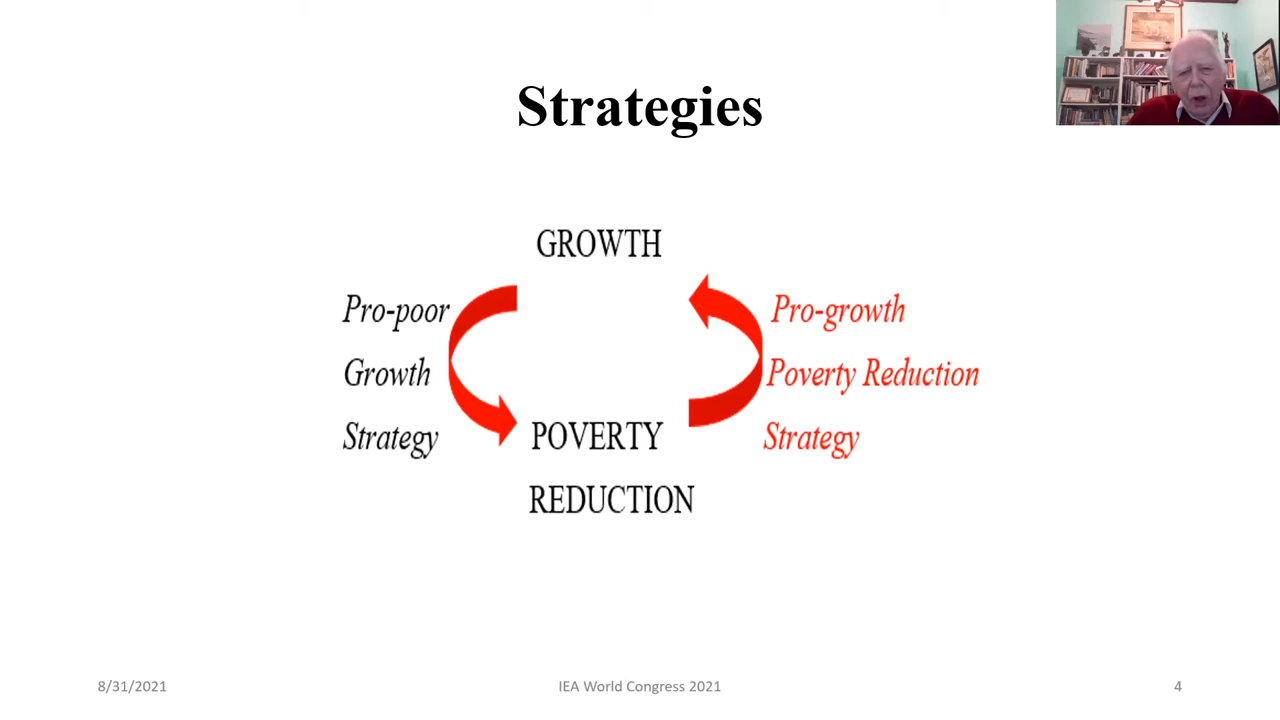 Strategies
GROWTH
Pro-poor
Growth
Strategy
Pro-growth
Poverty Reduction
Strategy
POVERTY
REDUCTION
8/31/2021
IEA World Congress 2021
4